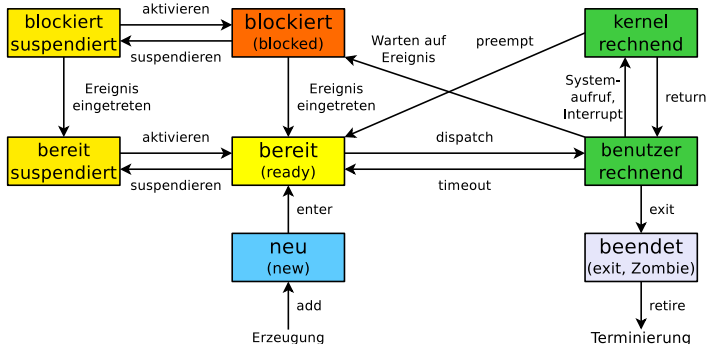 blockiert
suspendiert
aktivieren
suspendieren
blockiert
(blocked)
Warten auf
Ereignis
preempt
kernel
rechnend
Ereignis
eingetreten
Ereignis
eingetreten
System-
aufruf,
Interrupt
return
bereit
suspendiert
aktivieren
suspendieren
bereit
(ready)
dispatch
timeout
benutzer
rechnend
enter
exit
neu
(new)
beendet
(exit, Zombie)
add
retire
Erzeugung
Terminierung